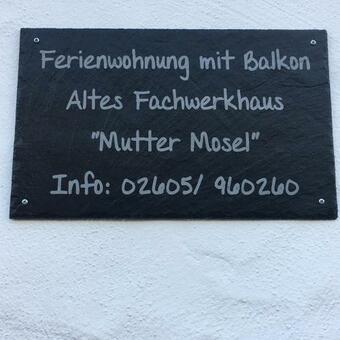 Ferienwohnung mit Balkon
Altes Fachwerkhaus
"Mutter Mosel"
Info: 02605/ 960260